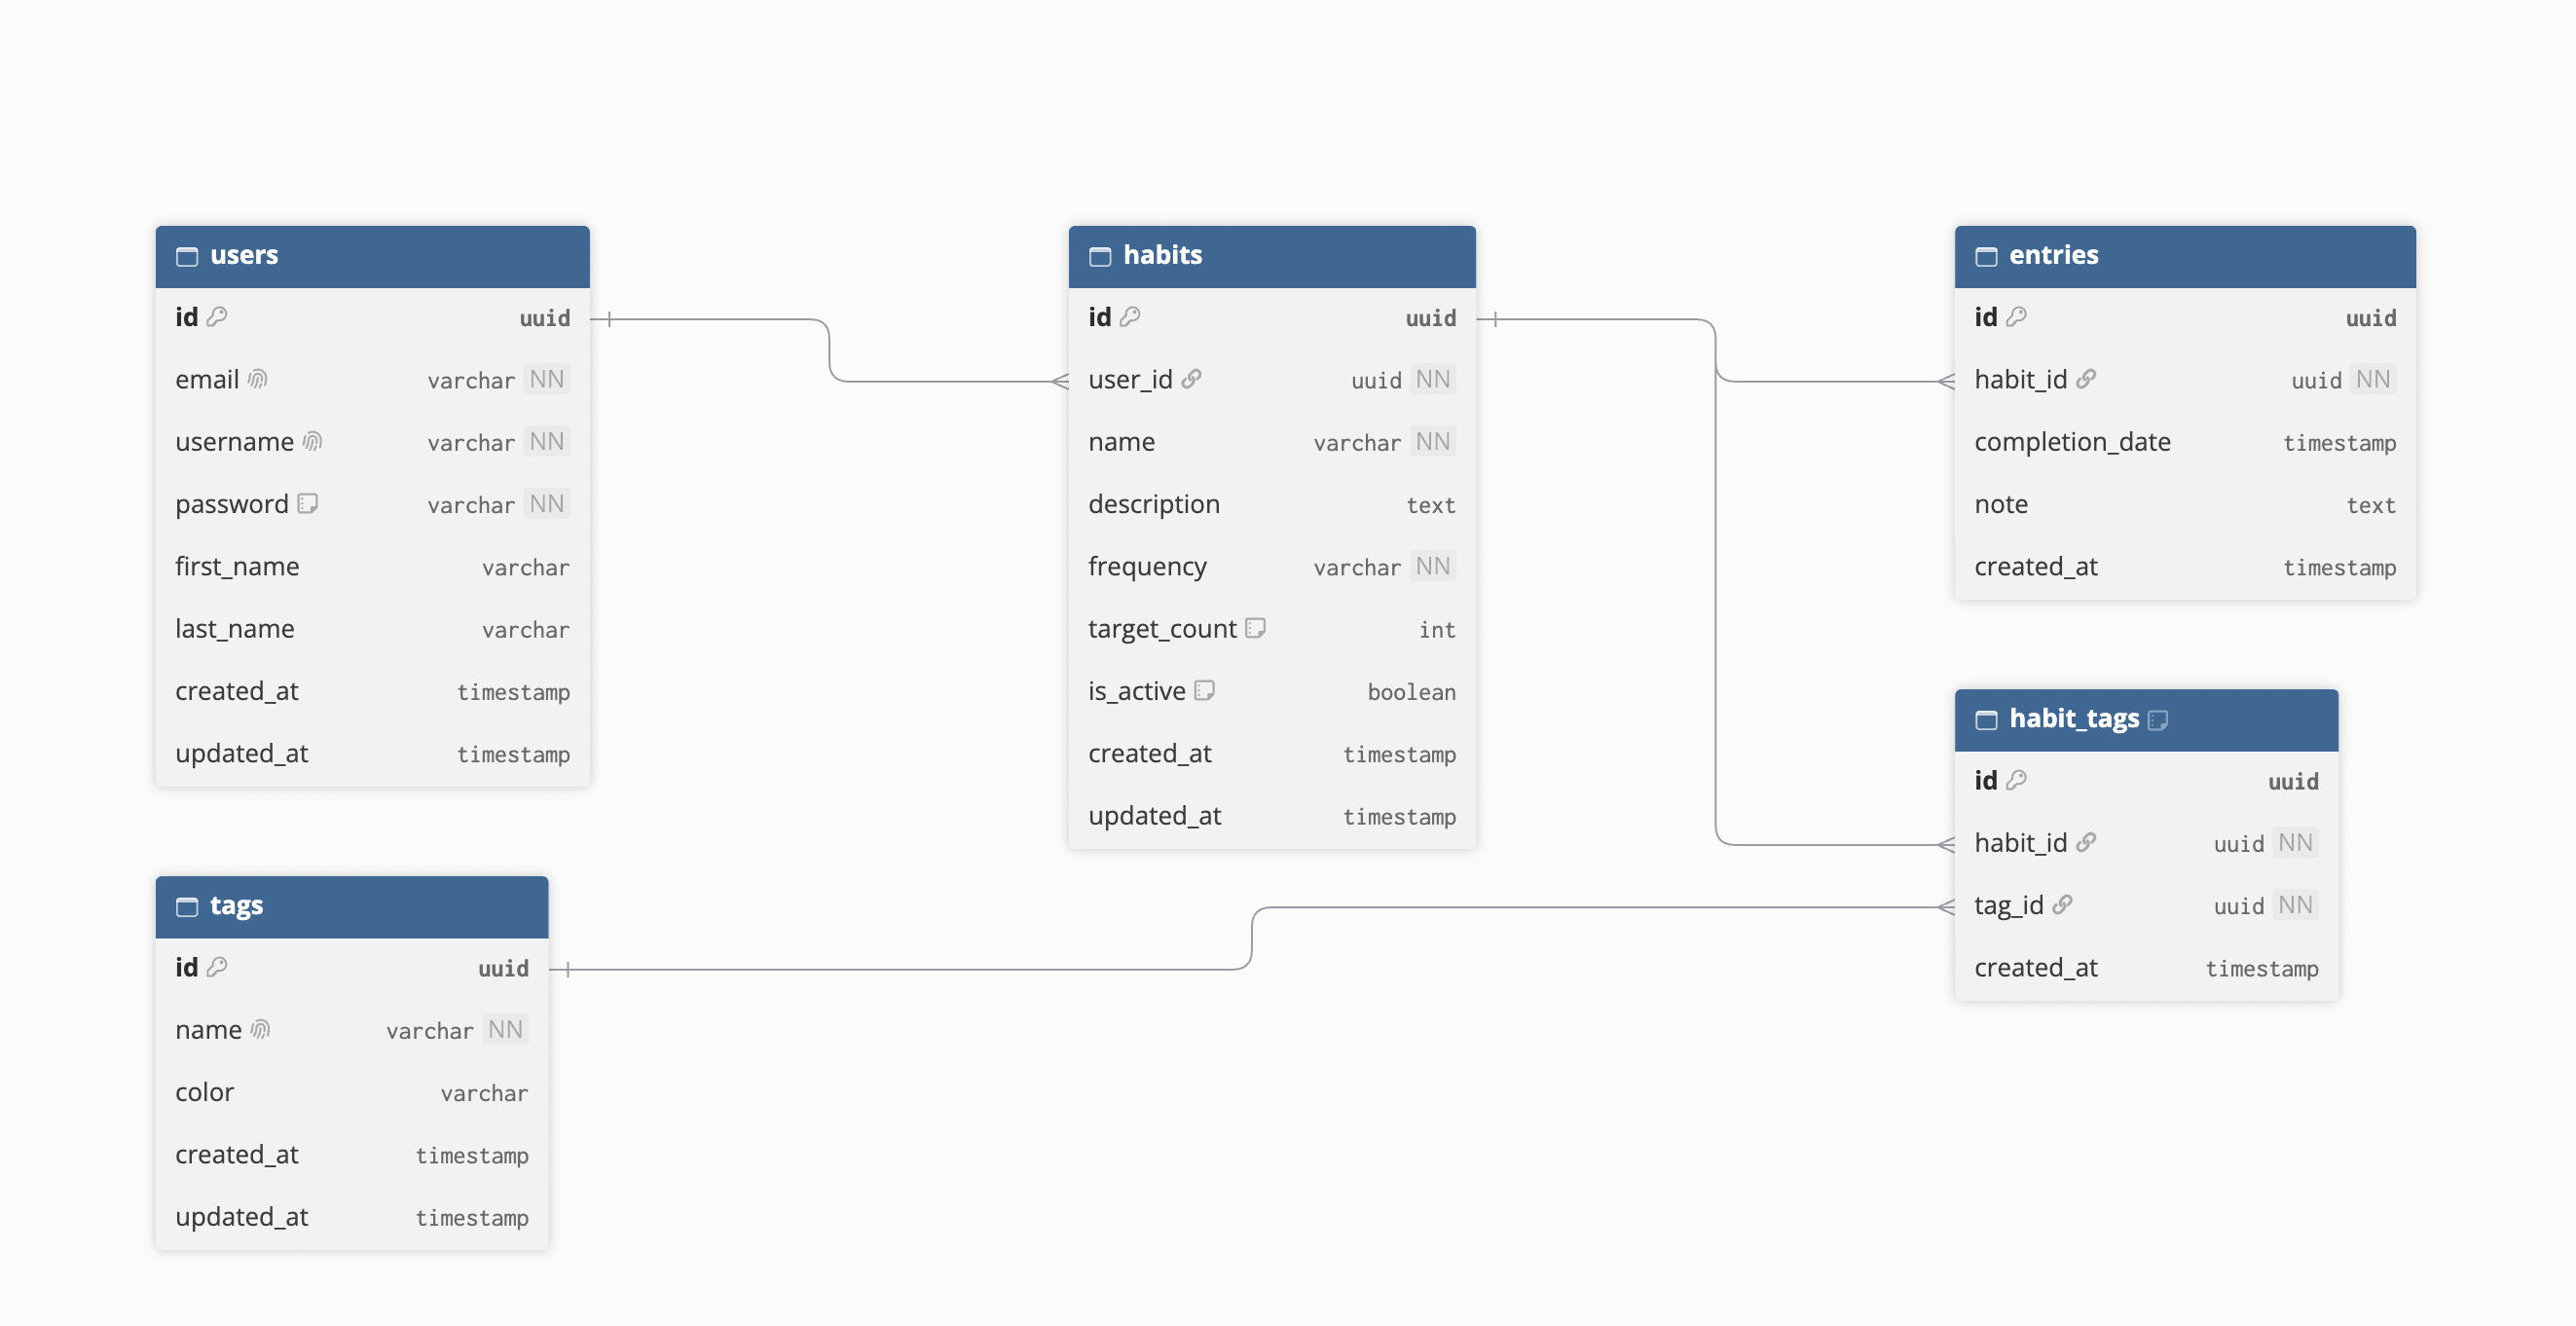 users
id uuid
email varchar NN
username varchar NN
password varchar NN
first_name varchar
last_name varchar
created_at timestamp
updated_at timestamp
habits
id uuid
user_id uuid NN
name varchar NN
description text
frequency varchar NN
target_count int
is_active boolean
created_at timestamp
updated_at timestamp
entries
id uuid
habit_id uuid NN
completion_date timestamp
note text
created_at timestamp
habit_tags
id uuid
habit_id uuid NN
tag_id uuid NN
created_at timestamp
tags
id uuid
name varchar NN
color varchar
created_at timestamp
updated_at timestamp